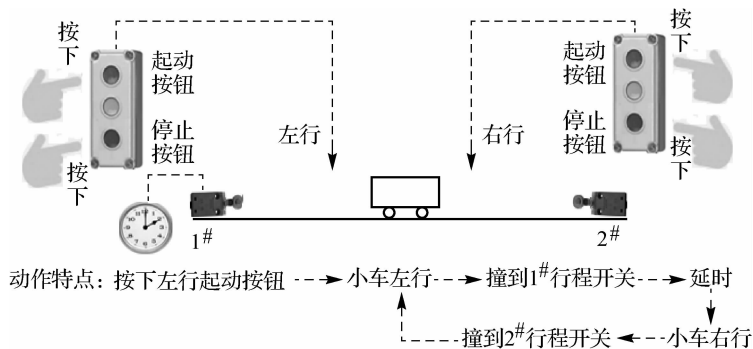 按下
起动按钮
停止按钮
按下
左行
右行
起动按钮
停止按钮
按下
按下
1#
2#
动作特点：按下左行起动按钮 小车左行 撞到1#行程开关 延时
撞到2#行程开关 小车右行